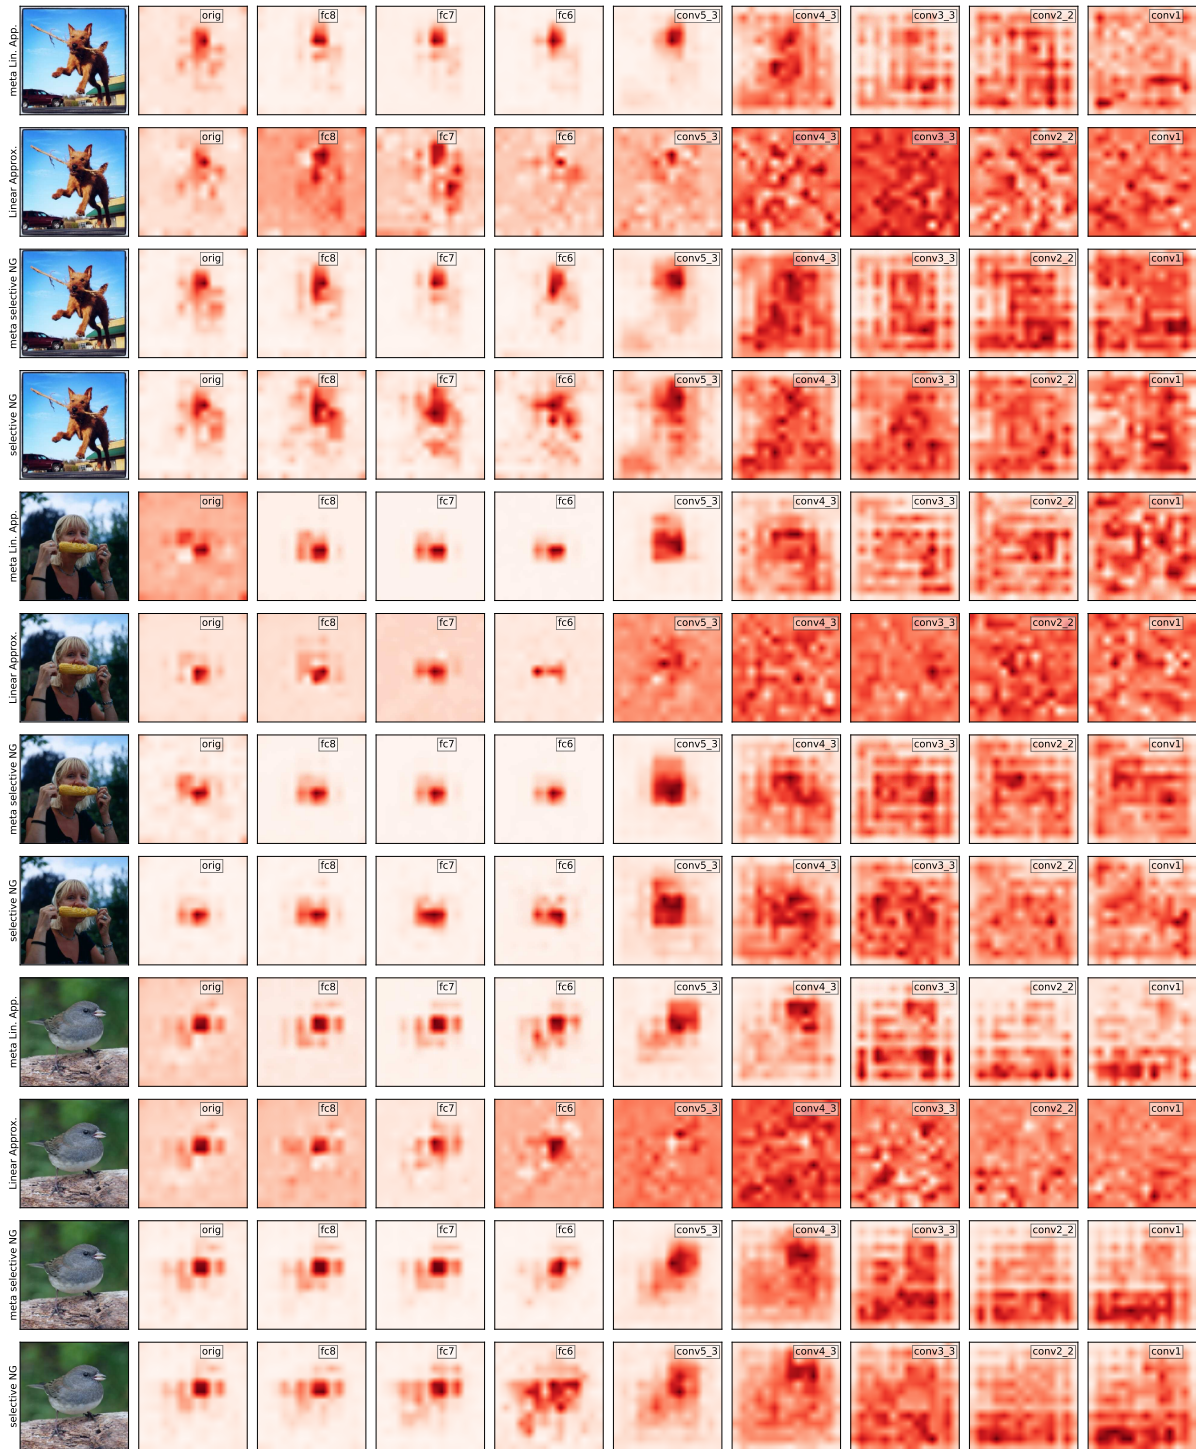 meta Lin. App. orig fc8 fc7 fc6 conv5_3 conv4_3 conv3_3 conv2_2 conv1
Linear Approx. orig fc8 fc7 fc6 conv5_3 conv4_3 conv3_3 conv2_2 conv1
meta selective NG orig fc8 fc7 fc6 conv5_3 conv4_3 conv3_3 conv2_2 conv1
selective NG orig fc8 fc7 fc6 conv5_3 conv4_3 conv3_3 conv2_2 conv1
meta Lin. App. orig fc8 fc7 fc6 conv5_3 conv4_3 conv3_3 conv2_2 conv1
Linear Approx. orig fc8 fc7 fc6 conv5_3 conv4_3 conv3_3 conv2_2 conv1
meta selective NG orig fc8 fc7 fc6 conv5_3 conv4_3 conv3_3 conv2_2 conv1
selective NG orig fc8 fc7 fc6 conv5_3 conv4_3 conv3_3 conv2_2 conv1
meta Lin. App. orig fc8 fc7 fc6 conv5_3 conv4_3 conv3_3 conv2_2 conv1
Linear Approx. orig fc8 fc7 fc6 conv5_3 conv4_3 conv3_3 conv2_2 conv1
meta selective NG orig fc8 fc7 fc6 conv5_3 conv4_3 conv3_3 conv2_2 conv1
selective NG orig fc8 fc7 fc6 conv5_3 conv4_3 conv3_3 conv2_2 conv1